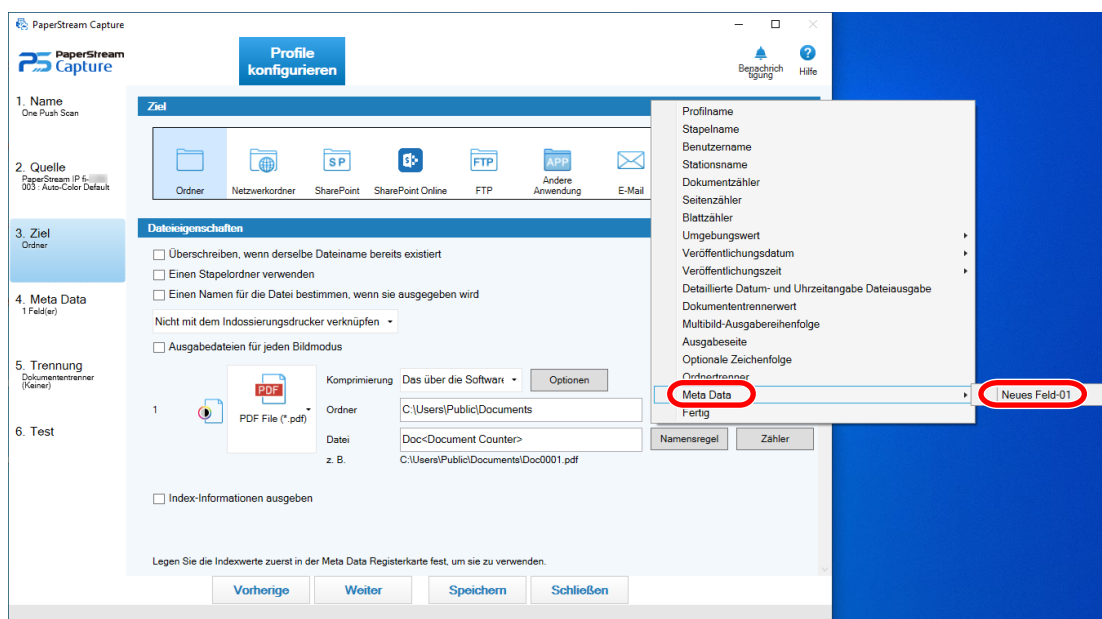 PaperStream Capture
PS PaperStream
Capture
Profile
konfigurieren
Benachrich
tigung
Hilfe
1. Name
One Push Scan
2. Quelle
PaperStream IP fi-
003 : Auto-Color Default
3. Ziel
Ordner
4. Meta Data
1 Feld(er)
5. Trennung
Dokumententrenner
(Keiner)
6. Test
Ziel
Ordner
Netzwerkordner
SP
SharePoint
SharePoint Online
FTP
FTP
APP
Andere
Anwendung
E-Mail
Dateieigenschaften
Überschreiben, wenn derselbe Dateiname bereits existiert
Einen Stapelordner verwenden
Einen Namen für die Datei bestimmen, wenn sie ausgegeben wird
Nicht mit dem Indossierungsdrucker verknüpfen
Ausgabedateien für jeden Bildmodus
1
PDF
PDF File (*.pdf)
Komprimierung
Das über die Software
Optionen
Ordner
C:\Users\Public\Documents
Datei
Doc<Document Counter>
Namensregel
Zähler
z. B.
C:\Users\Public\Documents\Doc0001.pdf
Index-Informationen ausgeben
Legen Sie die Indexwerte zuerst in der Meta Data Registerkarte fest, um sie zu verwenden.
Vorherige
Weiter
Speichern
Schließen
Profilname
Stapelname
Benutzername
Stationsname
Dokumentzähler
Seitenzähler
Blattzähler
Umgebungswert
Veröffentlichungsdatum
Veröffentlichungszeit
Detaillierte Datum- und Uhrzeitangabe Dateiausgabe
Dokumententrennerwert
Multibild-Ausgabereihenfolge
Ausgabeseite
Optionale Zeichenfolge
Ordnertrenner
Meta Data
Neues Feld-01
Fertig